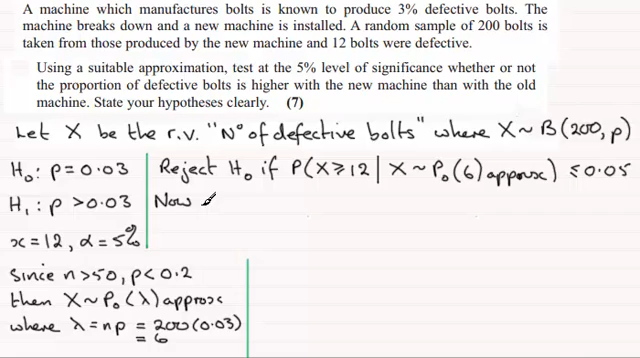 A machine which manufactures bolts is known to produce 3% defective bolts. The
machine breaks down and a new machine is installed. A random sample of 200 bolts is
taken from those produced by the new machine and 12 bolts were defective.
Using a suitable approximation, test at the 5% level of significance whether or not
the proportion of defective bolts is higher with the new machine than with the old
machine. State your hypotheses clearly. (7)
Let X be the r.v. "N° of defective bolts" where X~B(200, p)
H₀: p=0.03
H₁: p>0.03
x=12, α=5%
Since n>50, p<0.2
then X~P₀(λ) approx
where λ=np = 200(0.03)
= 6
Reject H₀ if P(X≥12 | X~P₀(6) approx) ≤0.05
Now